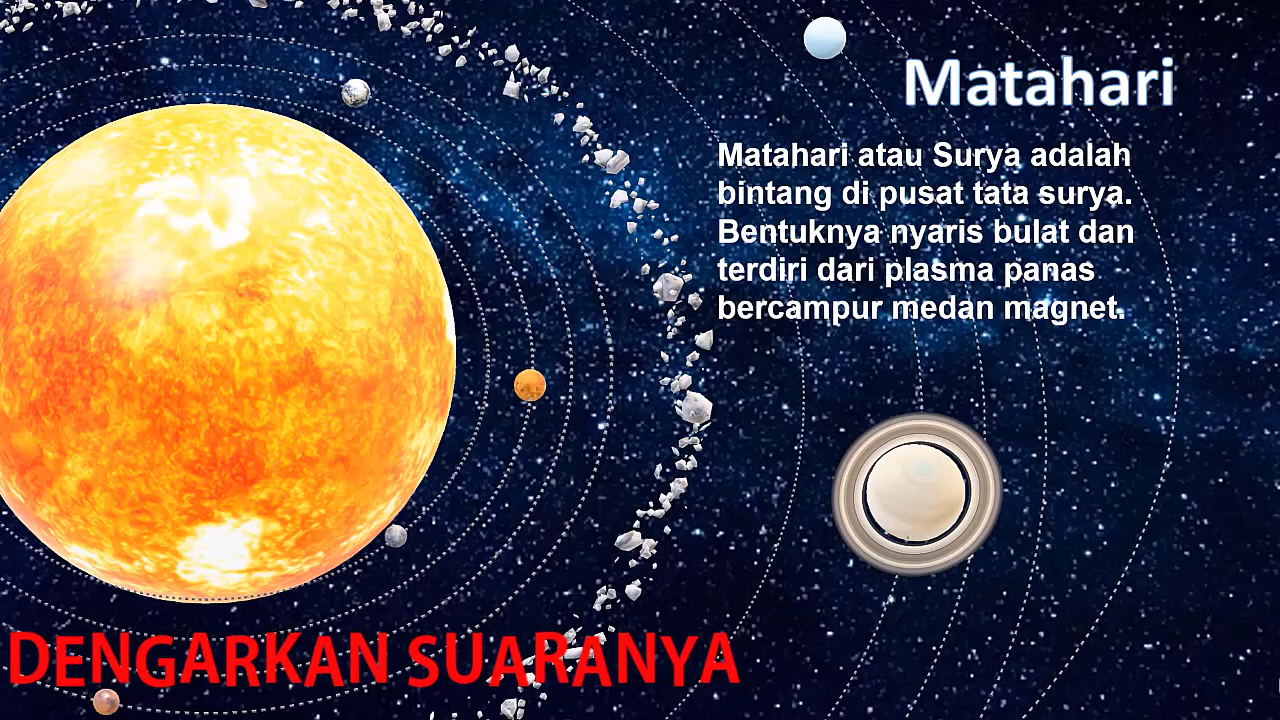 Matahari
Matahari atau Surya adalah
bintang di pusat tata surya.
Bentuknya nyaris bulat dan
terdiri dari plasma panas
bercampur medan magnet.
DENGARKAN SUARANYA